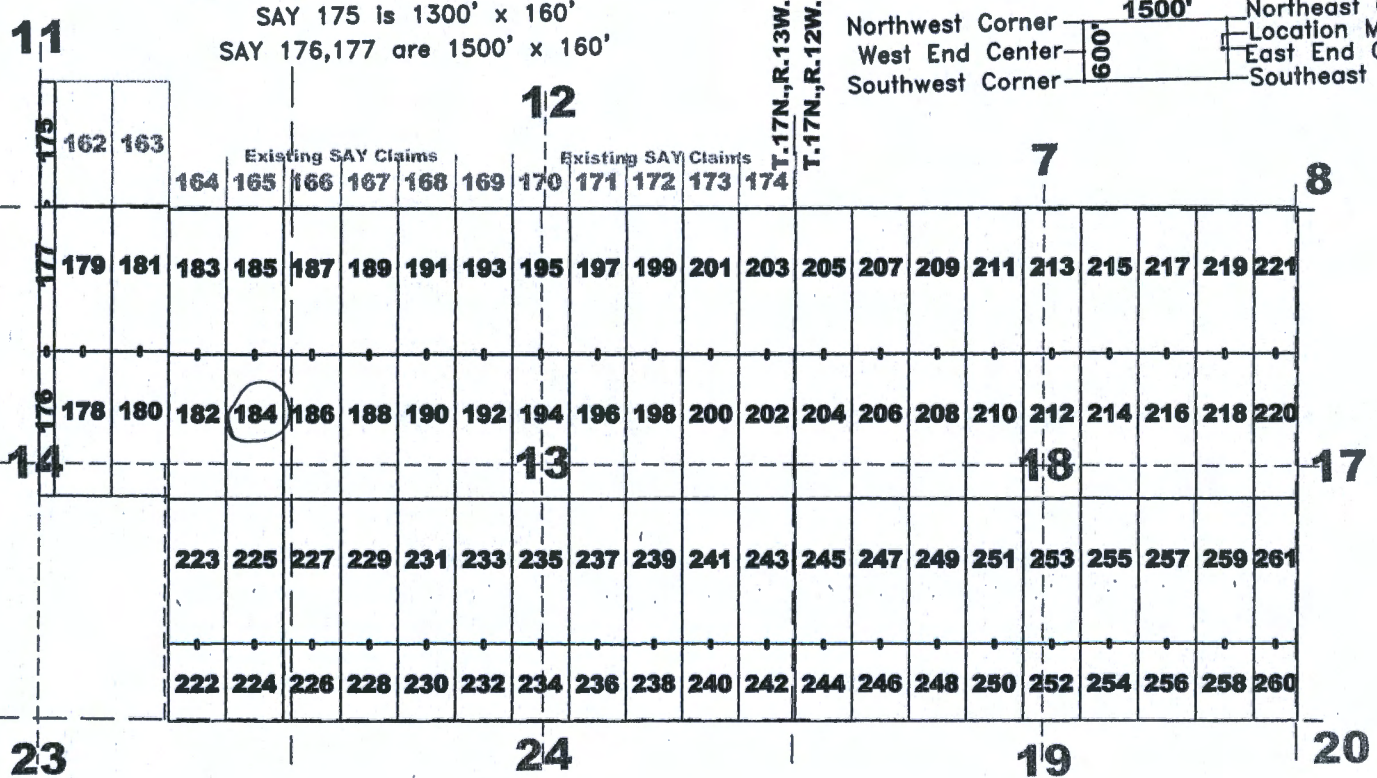 SAY 175 is 1300' x 160'
SAY 176,177 are 1500' x 160'
T.17N.,R.13W.
T.17N.,R.12W.
1500'
600'
Northwest Corner
West End Center
Southwest Corner
Northeast
Location
East End
Southeast
11
12
7
8
175 162 163
Existing SAY Claims
Existing SAY Claims
164 165 166 167 168 169 170 171 172 173 174
177 179 181 183 185 187 189 191 193 195 197 199 201 203 205 207 209 211 213 215 217 219 221
176 178 180 182 184 186 188 190 192 194 196 198 200 202 204 206 208 210 212 214 216 218 220
14 13 18 17
223 225 227 229 231 233 235 237 239 241 243 245 247 249 251 253 255 257 259 261
222 224 226 228 230 232 234 236 238 240 242 244 246 248 250 252 254 256 258 260
23 24 19 20